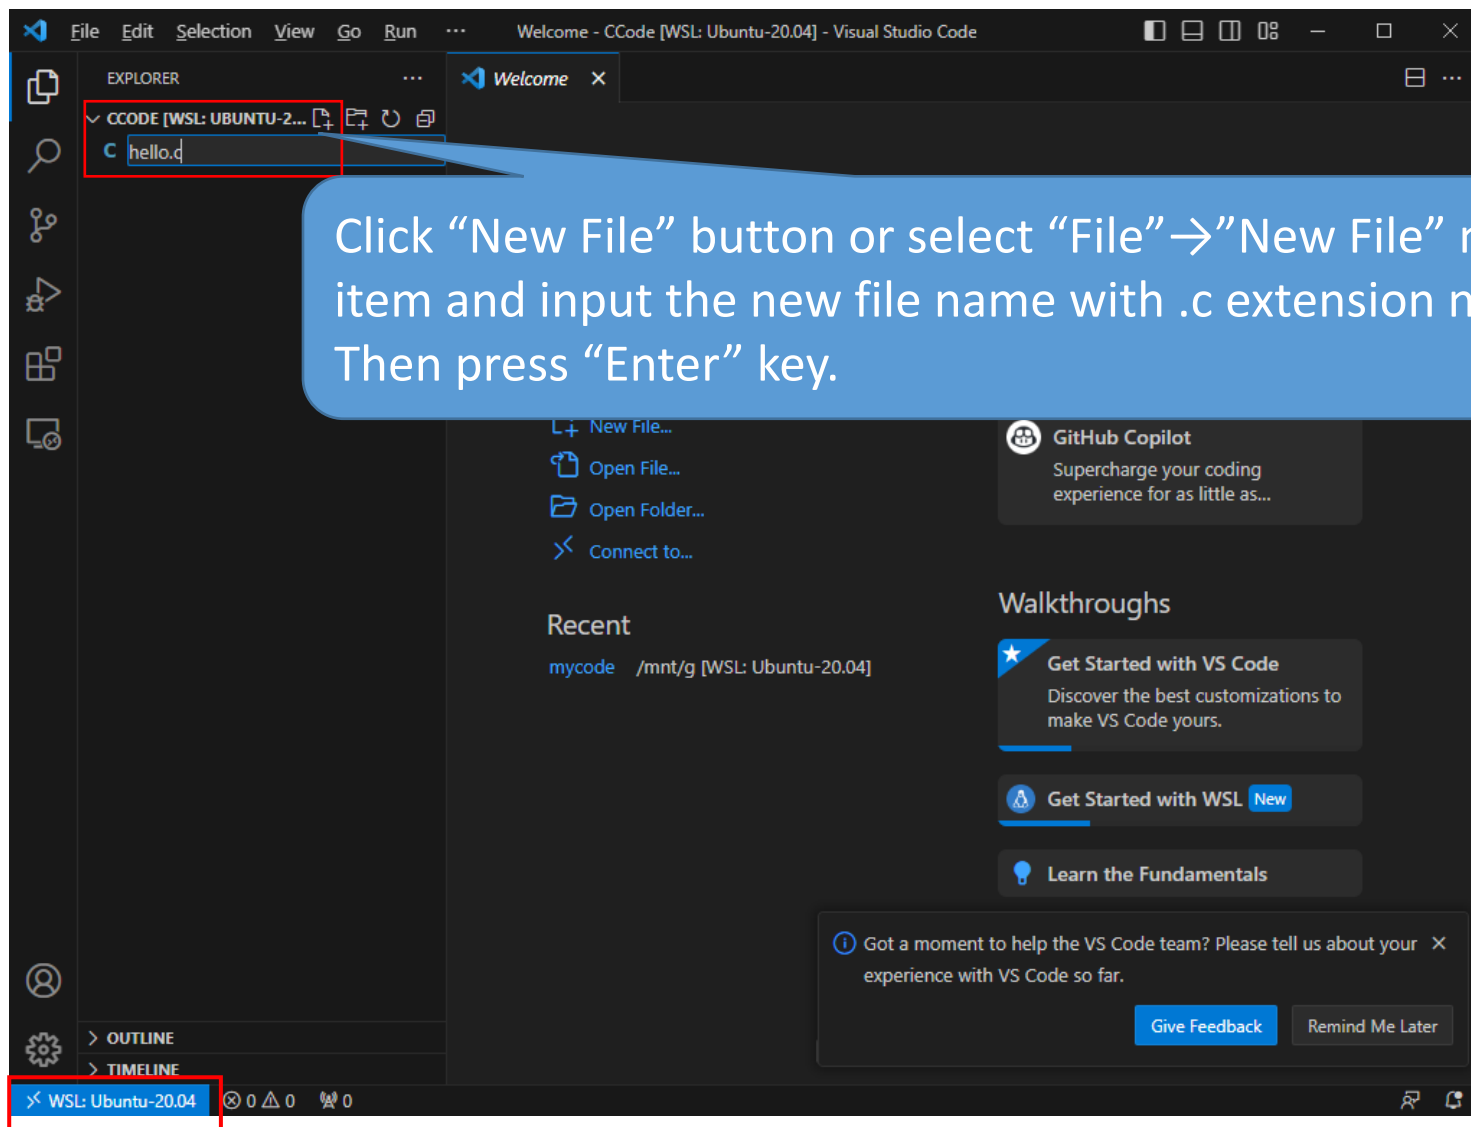 File Edit Selection View Go Run ··· Welcome - CCode [WSL: Ubuntu-20.04] - Visual Studio Code
EXPLORER ···
Welcome
CCODE [WSL: UBUNTU-2...
C hello.c
Click “New File” button or select “File”→”New File”
item and input the new file name with .c extension
Then press “Enter” key.
New File...
Open File...
Open Folder...
Connect to...
Recent
mycode /mnt/g [WSL: Ubuntu-20.04]
GitHub Copilot
Supercharge your coding
experience for as little as...
Walkthroughs
Get Started with VS Code
Discover the best customizations to
make VS Code yours.
Get Started with WSL New
Learn the Fundamentals
Got a moment to help the VS Code team? Please tell us about your
experience with VS Code so far.
Give Feedback Remind Me Later
OUTLINE
TIMELINE
WSL: Ubuntu-20.04 0 0 0